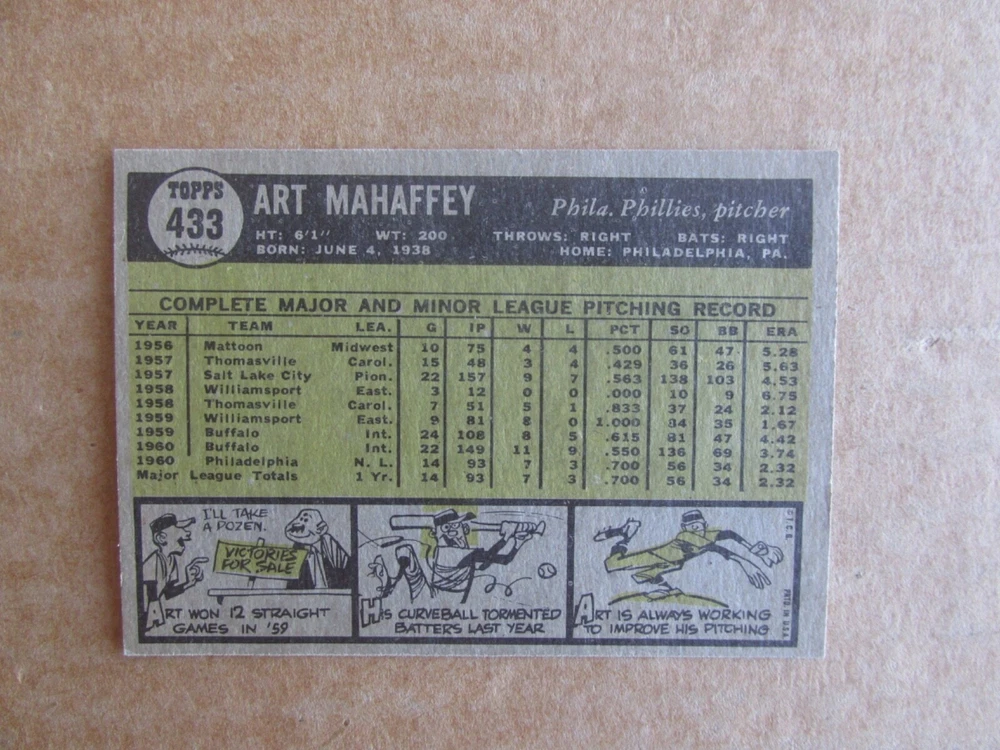 TOPPS
433
ART MAHAFFEY
Phila. Phillies, pitcher
HT: 6'1" WT: 200 THROWS: RIGHT BATS: RIGHT
BORN: JUNE 4, 1938 HOME: PHILADELPHIA, PA.
COMPLETE MAJOR AND MINOR LEAGUE PITCHING RECORD
YEAR TEAM LEA. G IP W L PCT SO BB ERA
1956 Mattoon Midwest 10 75 4 4 .500 61 47 5.28
1957 Thomasville Carol. 15 48 3 4 .429 36 26 5.63
1957 Salt Lake City Pion. 22 157 9 7 .563 138 103 4.53
1958 Williamsport East. 3 12 0 0 .000 10 9 6.75
1958 Thomasville Carol. 7 51 5 1 .833 37 24 2.12
1959 Williamsport East. 9 81 8 0 1.000 84 35 1.67
1959 Buffalo Int. 24 108 8 5 .615 81 47 4.42
1960 Buffalo Int. 22 149 11 9 .550 136 69 3.74
1960 Philadelphia N. L. 14 93 7 3 .700 56 34 2.32
Major League Totals 1 Yr. 14 93 7 3 .700 56 34 2.32
I'LL TAKE
A DOZEN.
VICTORIES
FOR SALE
ART WON 12 STRAIGHT
GAMES IN '59
HIS CURVEBALL TORMENTED
BATTERS LAST YEAR
ART IS ALWAYS WORKING
TO IMPROVE HIS PITCHING
© T.C.G. PRTD. IN U.S.A.